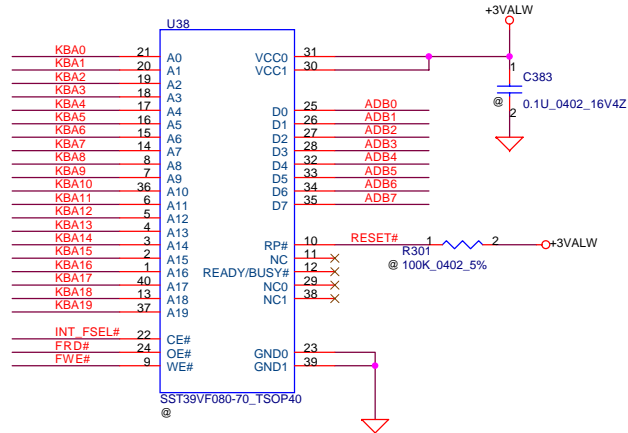 +3VALW
U38
KBA0 21 A0 VCC0 31
KBA1 20 A1 VCC1 30
KBA2 19 A2
KBA3 18 A3
KBA4 17 A4 D0 25 ADB0
KBA5 16 A5 D1 26 ADB1
KBA6 15 A6 D2 27 ADB2
KBA7 14 A7 D3 28 ADB3
KBA8 8 A8 D4 32 ADB4
KBA9 7 A9 D5 33 ADB5
KBA10 36 A10 D6 34 ADB6
KBA11 6 A11 D7 35 ADB7
KBA12 5 A12
KBA13 4 A13
KBA14 3 A14 RP# 10 RESET# 1 2 +3VALW
KBA15 2 A15 NC 11 R301
KBA16 1 A16 READY/BUSY# 12 @ 100K_0402_5%
KBA17 40 A17 NC0 29
KBA18 13 A18 NC1 38
KBA19 37 A19
INT_FSEL# 22 CE#
FRD# 24 OE# GND0 23
FWE# 9 WE# GND1 39
SST39VF080-70_TSOP40
@
1
C383
@ 0.1U_0402_16V4Z
2